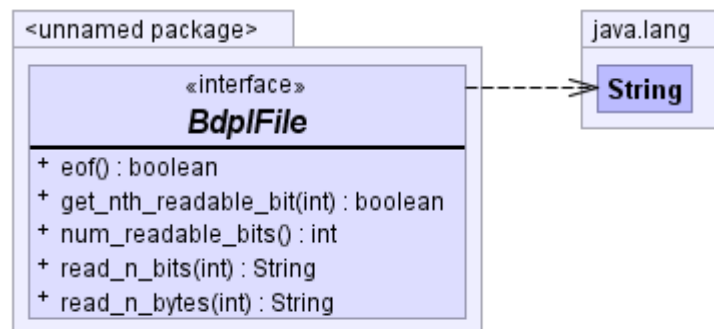 <unnamed package>
java.lang
«interface»
BdplFile
String
+ eof() : boolean
+ get_nth_readable_bit(int) : boolean
+ num_readable_bits() : int
+ read_n_bits(int) : String
+ read_n_bytes(int) : String